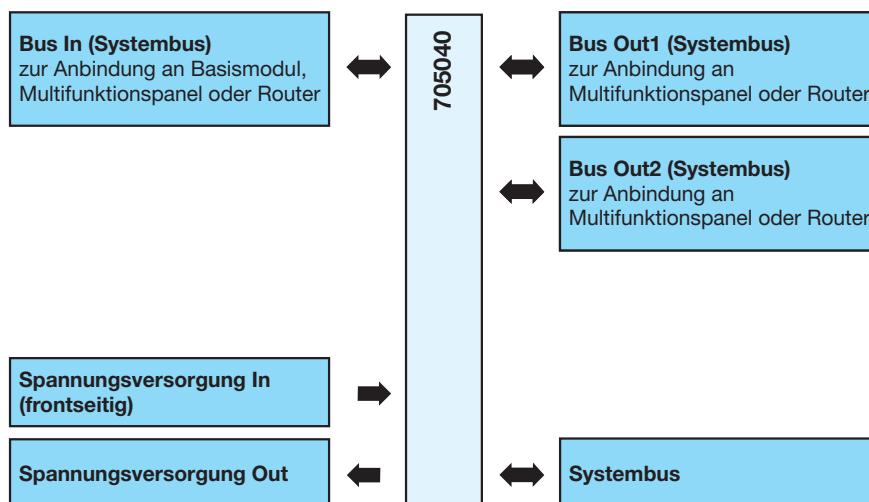 Bus In (Systembus)
zur Anbindung an Basismodul,
Multifunktionspanel oder Router
705040
Bus Out1 (Systembus)
zur Anbindung an
Multifunktionspanel oder Router
Bus Out2 (Systembus)
zur Anbindung an
Multifunktionspanel oder Router
Spannungsversorgung In
(frontseitig)
Spannungsversorgung Out
Systembus